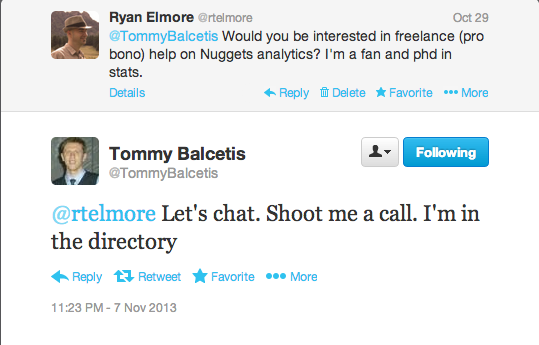 Ryan Elmore @rtelmore Oct 29
@TommyBalcetis Would you be interested in freelance (pro
bono) help on Nuggets analytics? I'm a fan and phd in
stats.
Details Reply Delete Favorite More
Tommy Balcetis Following
@TommyBalcetis
@rtelmore Let's chat. Shoot me a call. I'm in
the directory
Reply Retweet Favorite More
11:23 PM - 7 Nov 2013